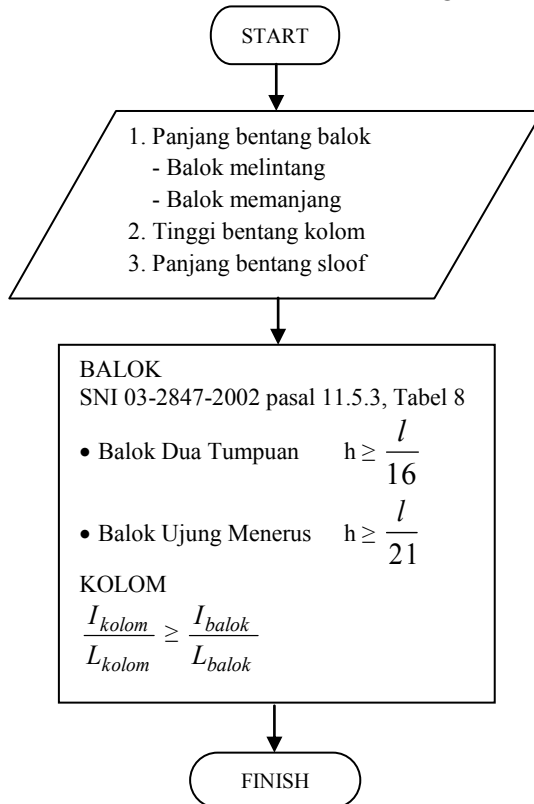 START
1. Panjang bentang balok
- Balok melintang
- Balok memanjang
2. Tinggi bentang kolom
3. Panjang bentang sloof
BALOK
SNI 03-2847-2002 pasal 11.5.3, Tabel 8
• Balok Dua Tumpuan h ≥ l/16
• Balok Ujung Menerus h ≥ l/21
KOLOM
I_kolom/L_kolom ≥ I_balok/L_balok
FINISH